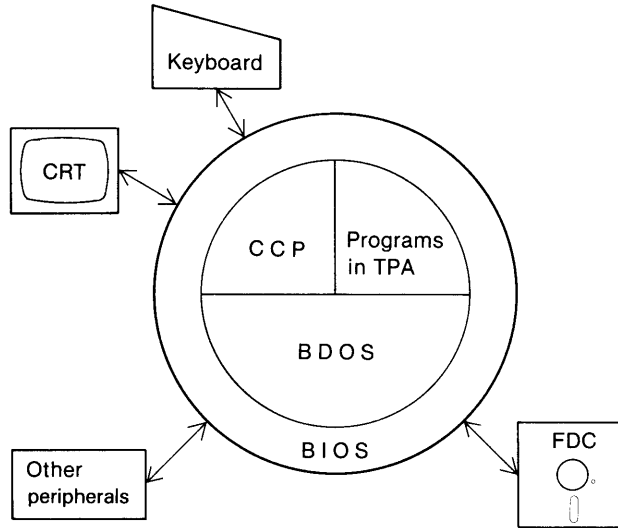 Keyboard
CRT
CCP
Programs
in TPA
BDOS
BIOS
FDC
Other
peripherals